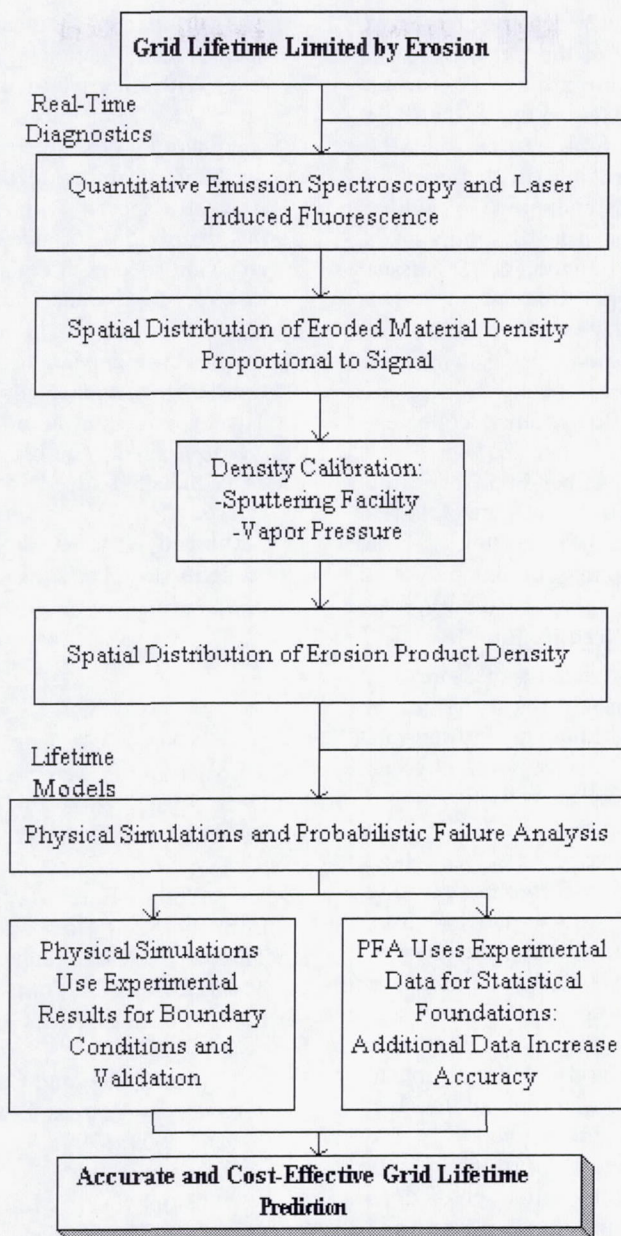 Grid Lifetime Limited by Erosion
Real-Time
Diagnostics
Quantitative Emission Spectroscopy and Laser
Induced Fluorescence
Spatial Distribution of Eroded Material Density
Proportional to Signal
Density Calibration:
-Sputtering Facility
-Vapor Pressure
Spatial Distribution of Erosion Product Density
Lifetime
Models
Physical Simulations and Probabilistic Failure Analysis
Physical Simulations
Use Experimental
Results for Boundary
Conditions and
Validation
PFA Uses Experimental
Data for Statistical
Foundations:
Additional Data Increase
Accuracy
Accurate and Cost-Effective Grid Lifetime
Prediction